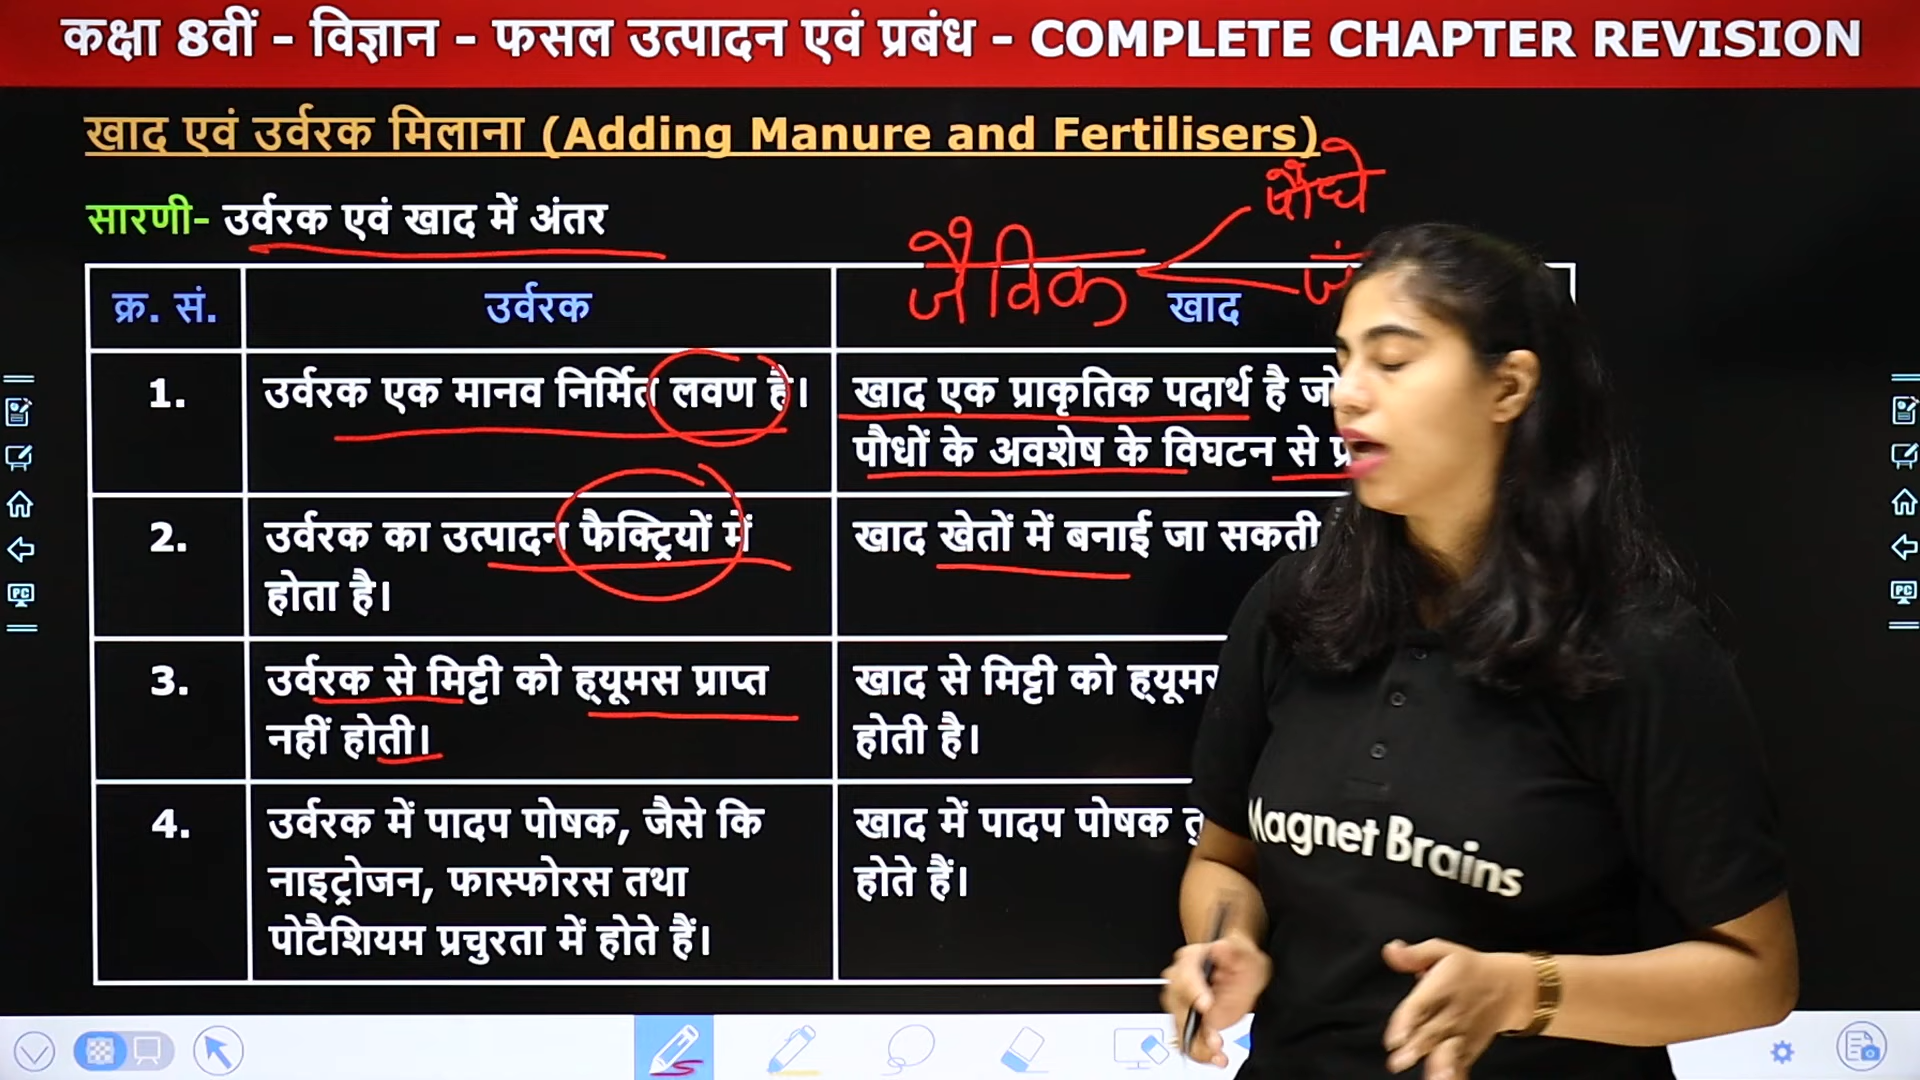 कक्षा 8वीं - विज्ञान - फसल उत्पादन एवं प्रबंध - COMPLETE CHAPTER REVISION
खाद एवं उर्वरक मिलाना (Adding Manure and Fertilisers)
पौधे
सारणी- उर्वरक एवं खाद में अंतर
जैविक
क्र. सं.
उर्वरक
खाद
1.
उर्वरक एक मानव निर्मित लवण है।
खाद एक प्राकृतिक पदार्थ है जो
पौधों के अवशेष के विघटन से
2.
उर्वरक का उत्पादन फैक्ट्रियों में
होता है।
खाद खेतों में बनाई जा सकती
3.
उर्वरक से मिट्टी को ह्यूमस प्राप्त
नहीं होती।
खाद से मिट्टी को ह्यूमस
होती है।
4.
उर्वरक में पादप पोषक, जैसे कि
नाइट्रोजन, फास्फोरस तथा
पोटैशियम प्रचुरता में होते हैं।
खाद में पादप पोषक
होते हैं।
Magnet Brains
PC
PC